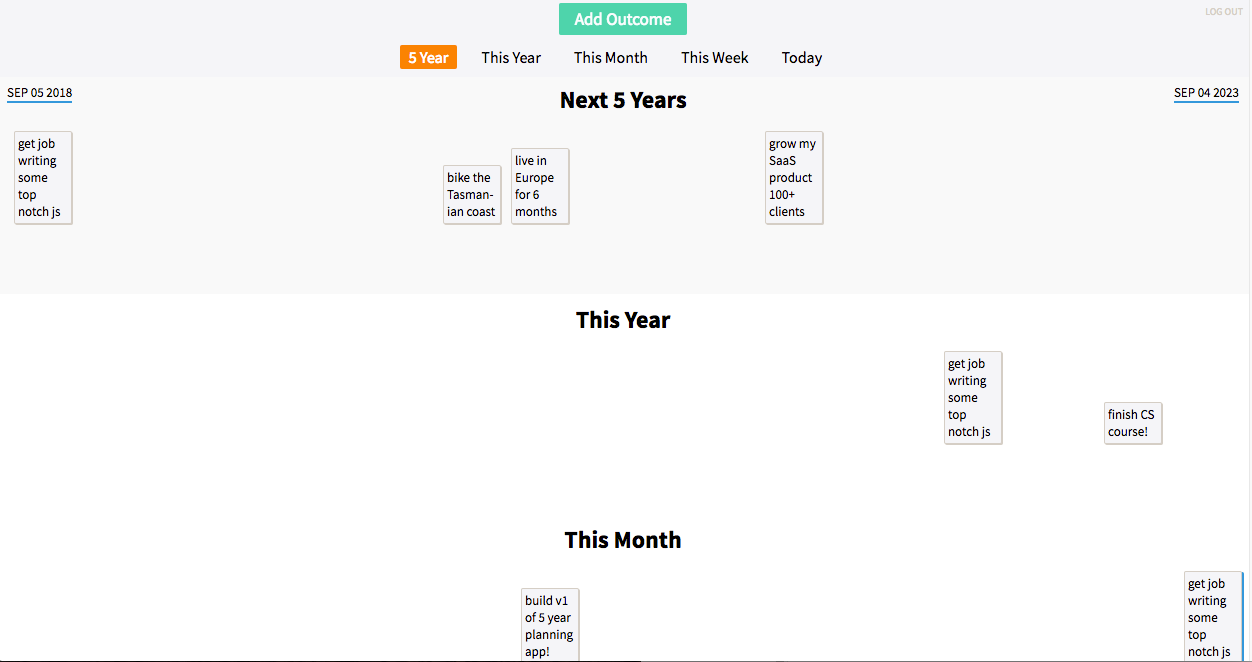 Add Outcome
LOG OUT
5 Year
This Year
This Month
This Week
Today
SEP 05 2018
Next 5 Years
SEP 04 2023
get job
writing
some
top
notch js
bike the
Tasman-
ian coast
live in
Europe
for 6
months
grow my
SaaS
product
100+
clients
This Year
get job
writing
some
top
notch js
finish CS
course!
This Month
build v1
of 5 year
planning
app!
get job
writing
some
top
notch js